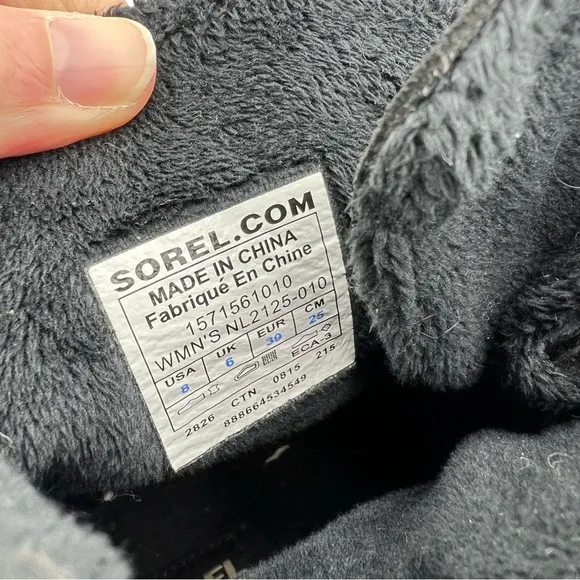 SOREL.COM
MADE IN CHINA
Fabriqué En Chine
1571561010
WMN'S NL2125-010
USA UK EUR CM
8 6 39 25
ECA-3
2826 CTN 0815 215
888664534549